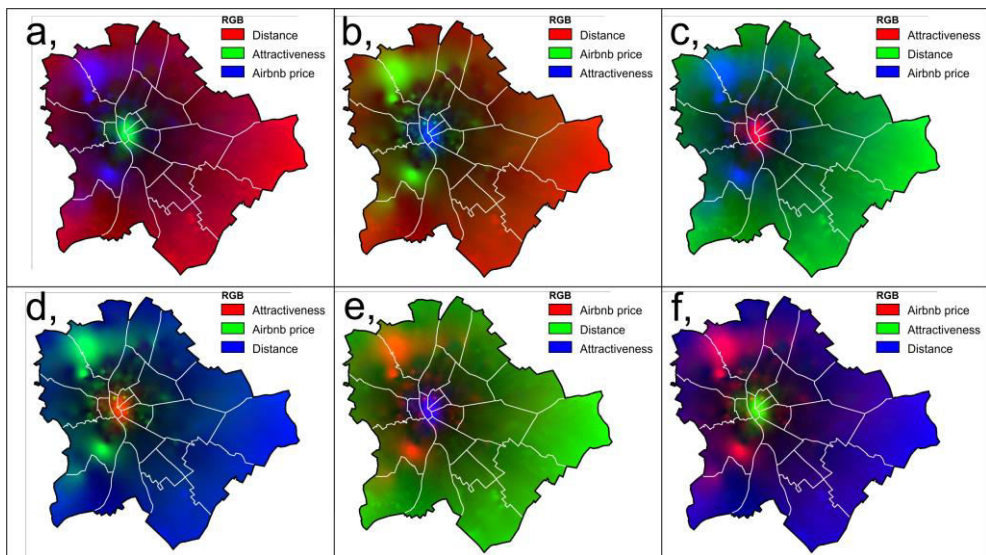 a,
RGB
Distance
Attractiveness
Airbnb price
b,
RGB
Distance
Airbnb price
Attractiveness
c,
RGB
Attractiveness
Distance
Airbnb price
d,
RGB
Attractiveness
Airbnb price
Distance
e,
RGB
Airbnb price
Distance
Attractiveness
f,
RGB
Airbnb price
Attractiveness
Distance